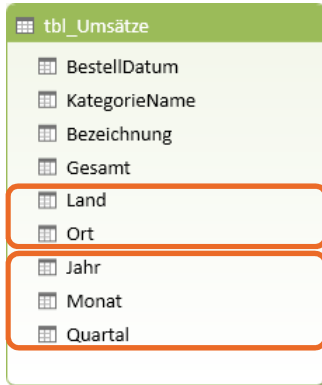 tbl_Umsätze
BestellDatum
KategorieName
Bezeichnung
Gesamt
Land
Ort
Jahr
Monat
Quartal